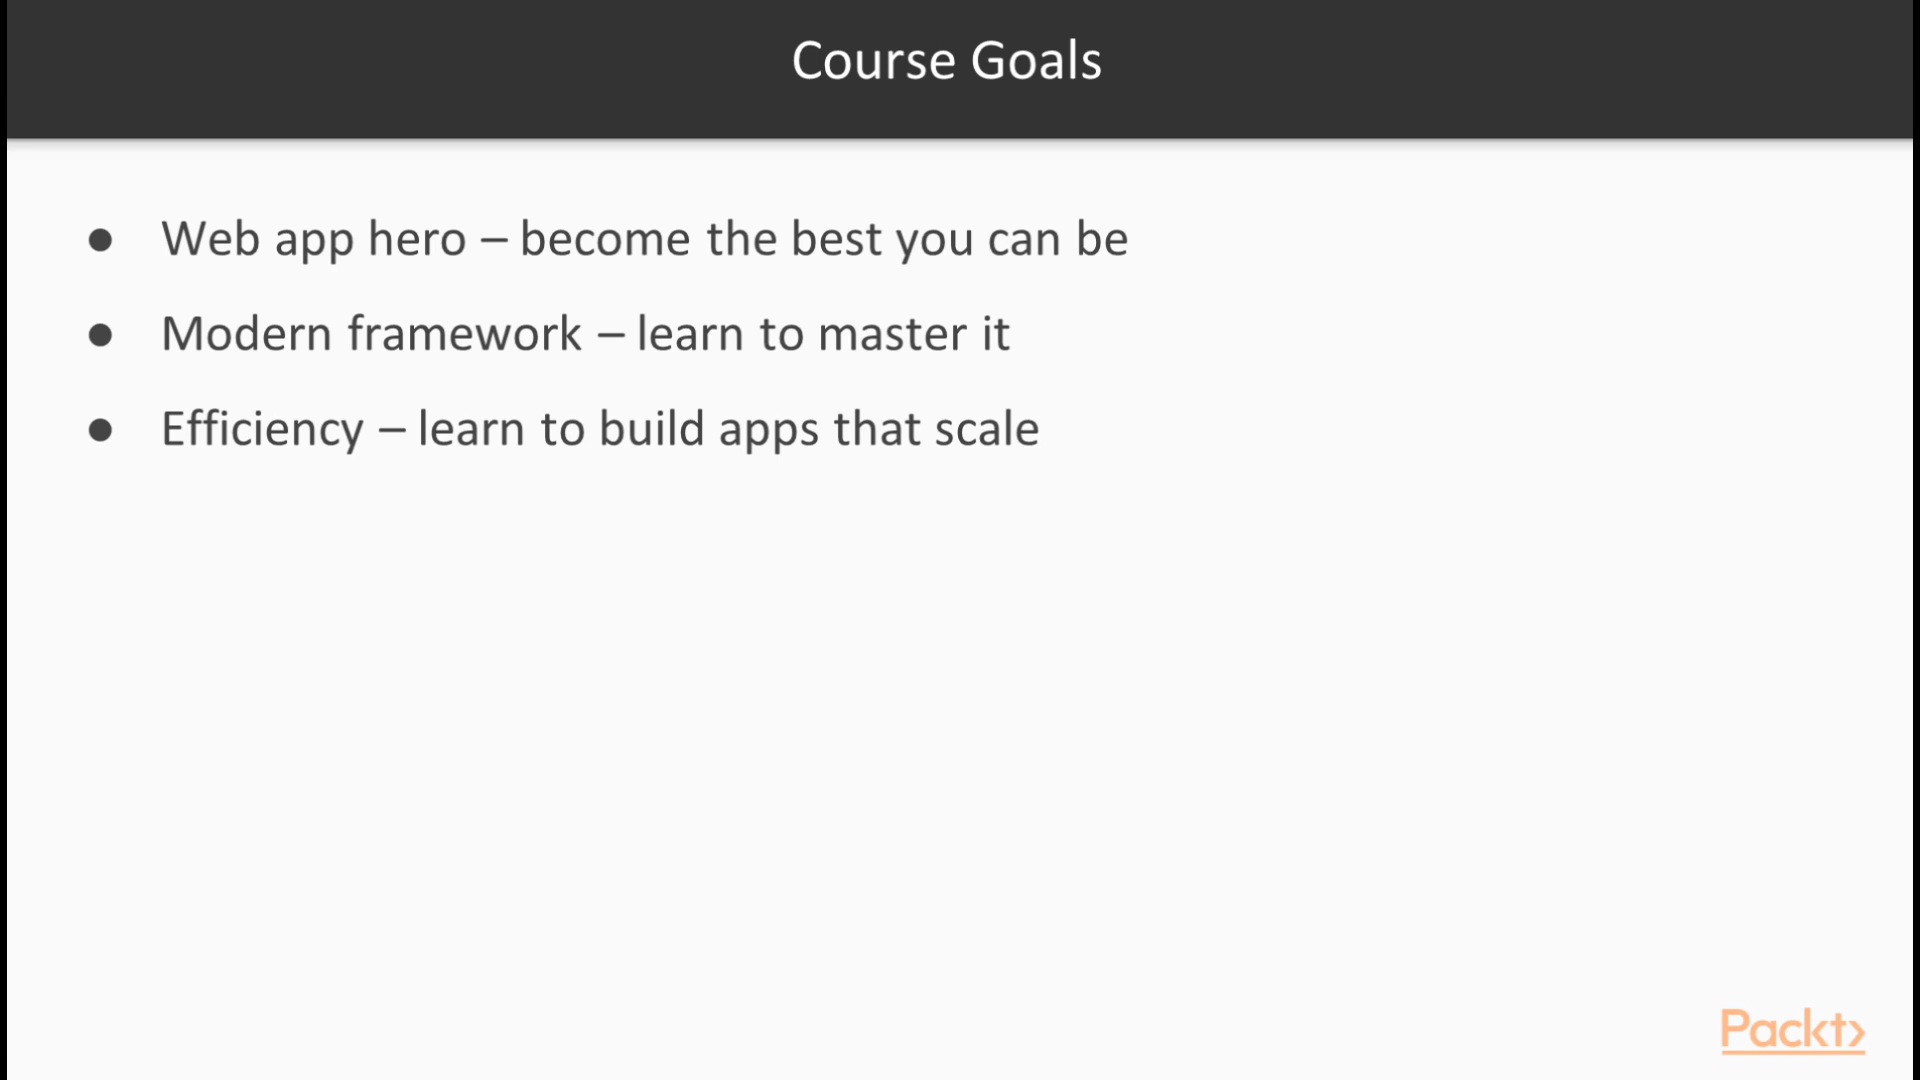 Course Goals
● Web app hero – become the best you can be
● Modern framework – learn to master it
● Efficiency – learn to build apps that scale
Packt>